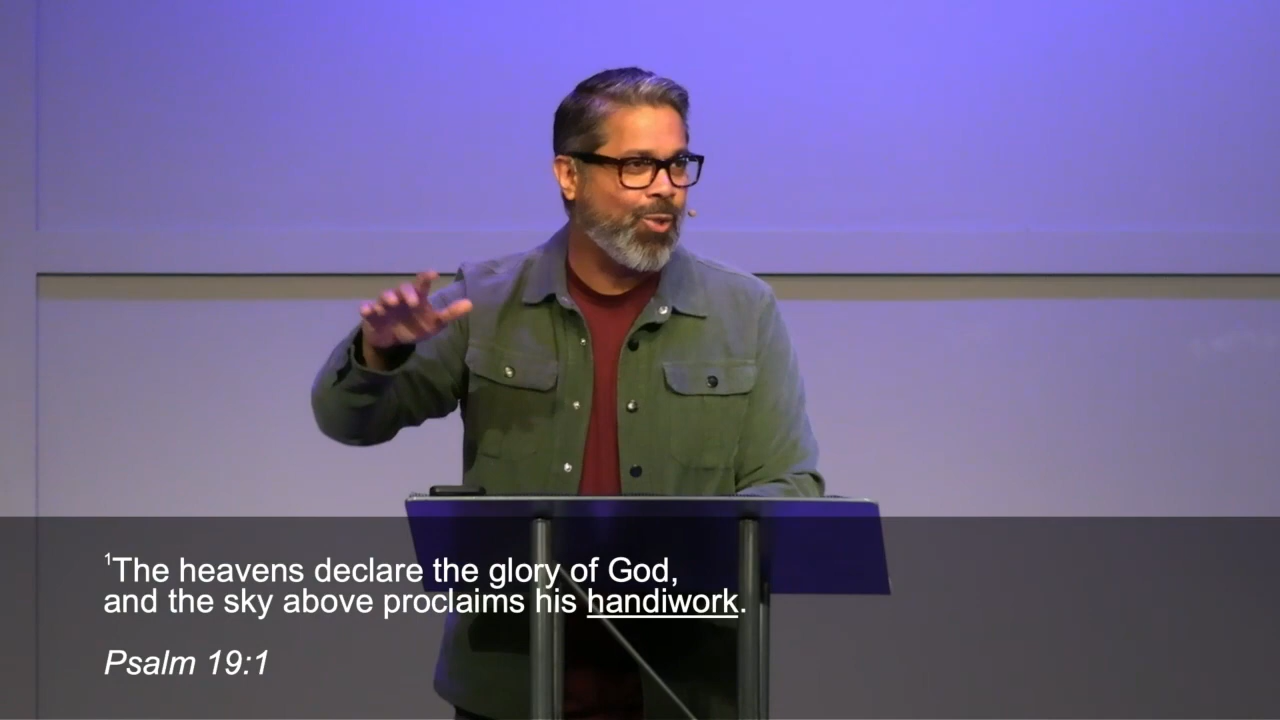 ¹The heavens declare the glory of God,
and the sky above proclaims his handiwork.
Psalm 19:1